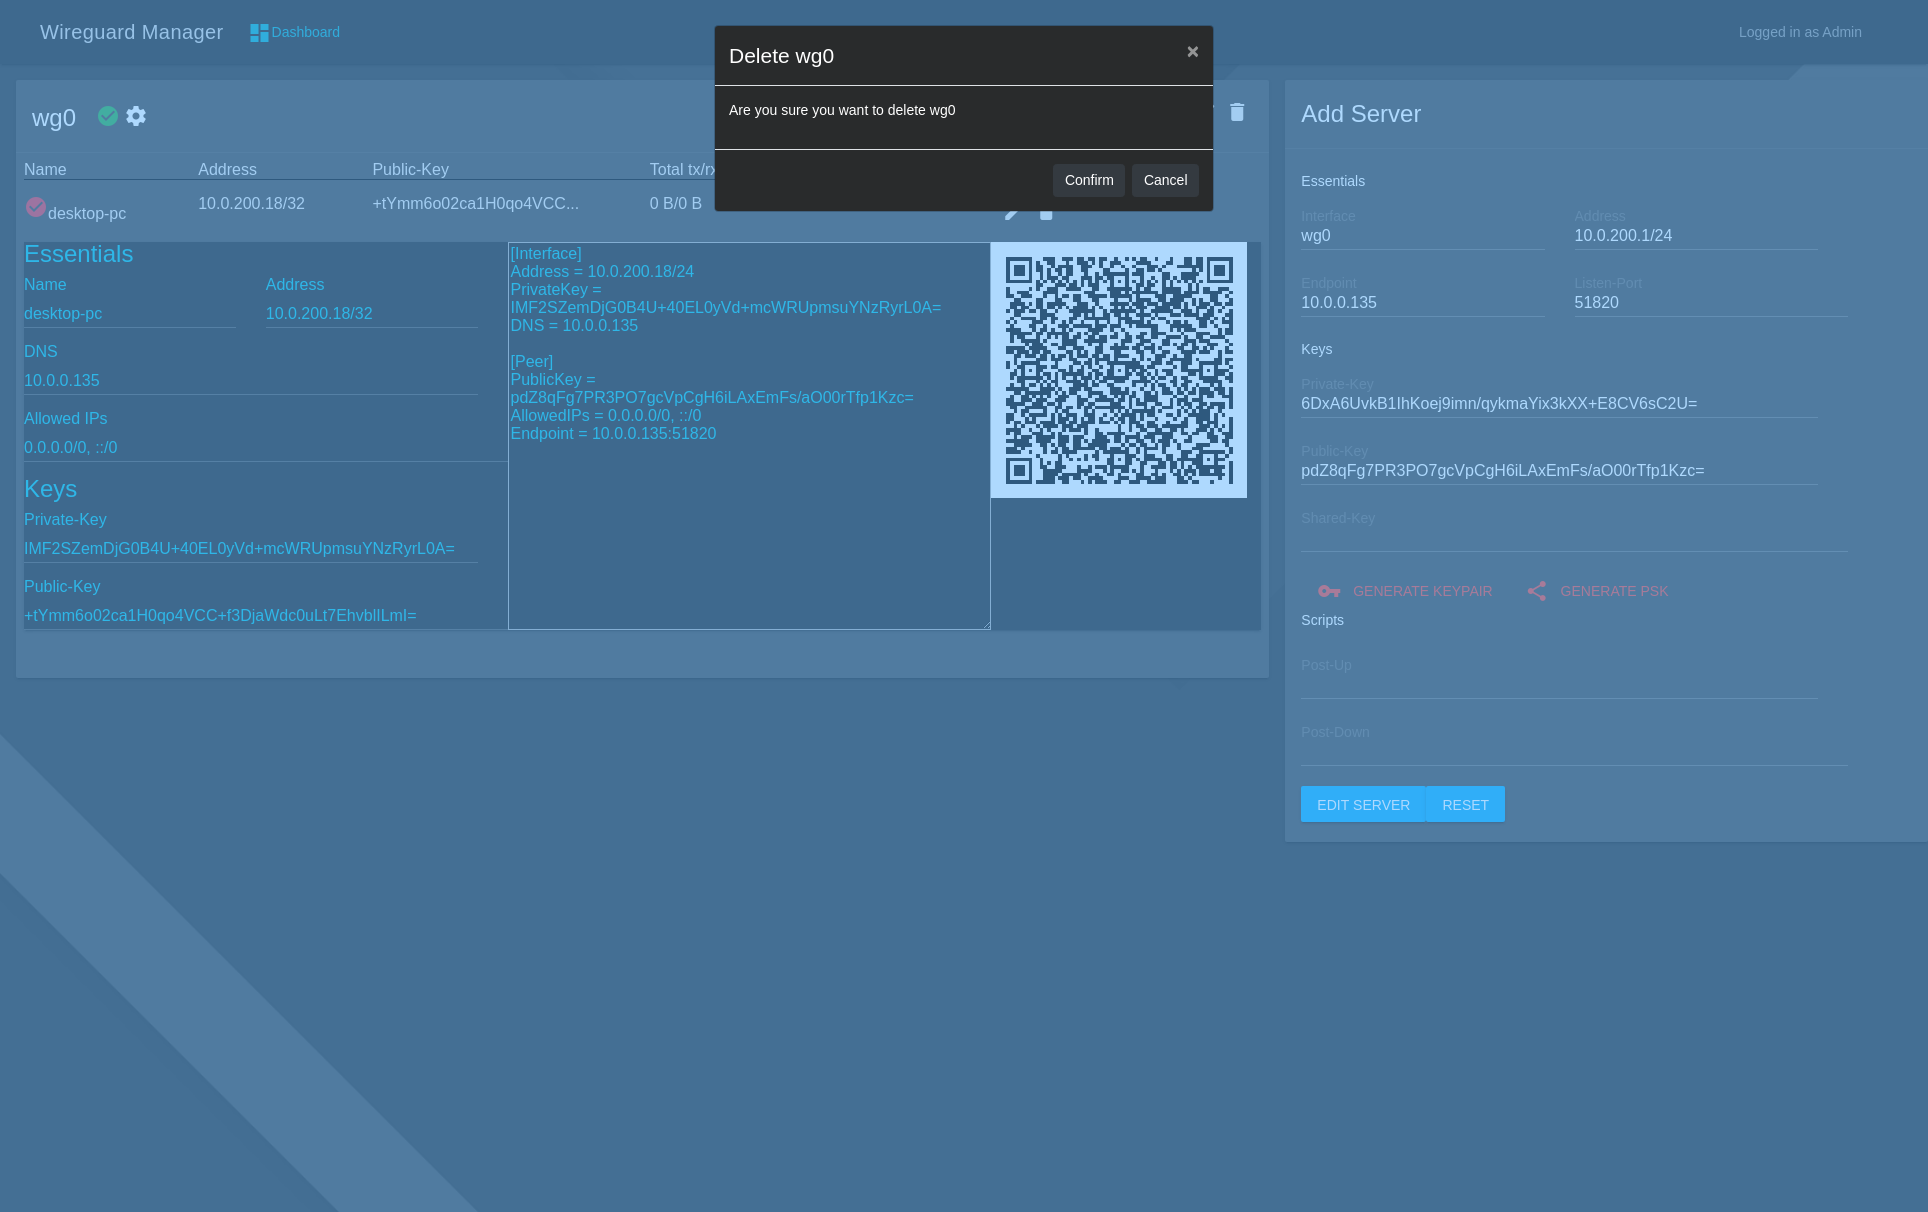 Wireguard Manager
Dashboard
Logged in as Admin
Delete wg0
×
Are you sure you want to delete wg0
Confirm
Cancel
wg0
Name Address Public-Key Total tx/rx
desktop-pc 10.0.200.18/32 +tYmm6o02ca1H0qo4VCC... 0 B/0 B
Essentials
Name Address
desktop-pc 10.0.200.18/32
DNS
10.0.0.135
Allowed IPs
0.0.0.0/0, ::/0
Keys
Private-Key
IMF2SZemDjG0B4U+40EL0yVd+mcWRUpmsuYNzRyrL0A=
Public-Key
+tYmm6o02ca1H0qo4VCC+f3DjaWdc0uLt7EhvblILmI=
[Interface]
Address = 10.0.200.18/24
PrivateKey =
IMF2SZemDjG0B4U+40EL0yVd+mcWRUpmsuYNzRyrL0A=
DNS = 10.0.0.135
[Peer]
PublicKey =
pdZ8qFg7PR3PO7gcVpCgH6iLAxEmFs/aO00rTfp1Kzc=
AllowedIPs = 0.0.0.0/0, ::/0
Endpoint = 10.0.0.135:51820
Add Server
Essentials
Interface Address
wg0 10.0.200.1/24
Endpoint Listen-Port
10.0.0.135 51820
Keys
Private-Key
6DxA6UvkB1IhKoej9imn/qykmaYix3kXX+E8CV6sC2U=
Public-Key
pdZ8qFg7PR3PO7gcVpCgH6iLAxEmFs/aO00rTfp1Kzc=
Shared-Key
GENERATE KEYPAIR GENERATE PSK
Scripts
Post-Up
Post-Down
EDIT SERVER RESET